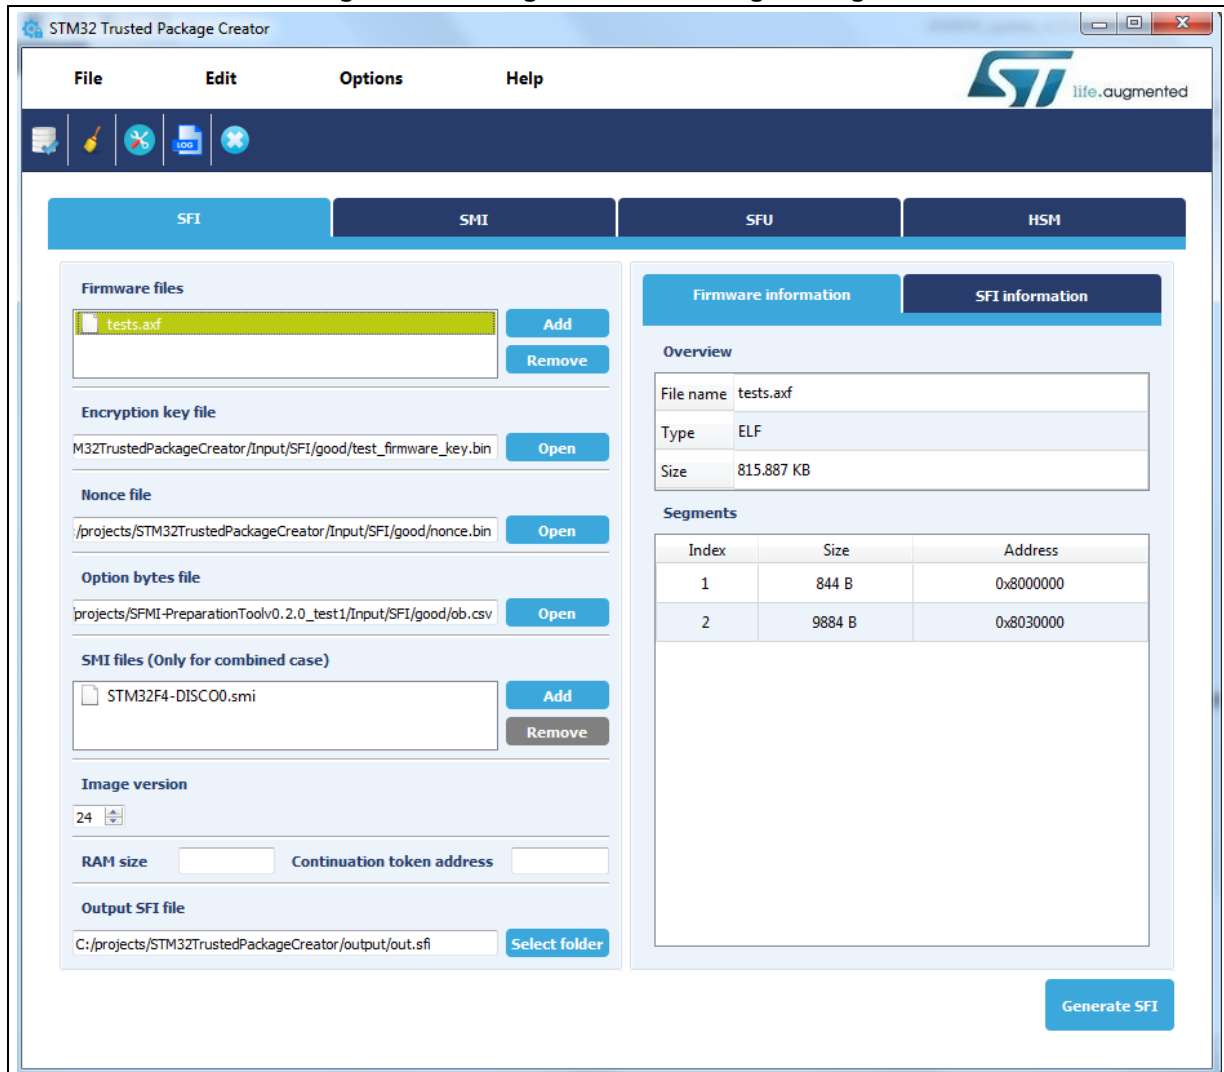 STM32 Trusted Package Creator
File Edit Options Help
ST life.augmented
LOG
SFI SMI SFU HSM
Firmware files
tests.axf
Add
Remove
Encryption key file
M32TrustedPackageCreator/Input/SFI/good/test_firmware_key.bin Open
Nonce file
:/projects/STM32TrustedPackageCreator/Input/SFI/good/nonce.bin Open
Option bytes file
projects/SFMI-PreparationToolv0.2.0_test1/Input/SFI/good/ob.csv Open
SMI files (Only for combined case)
STM32F4-DISCO0.smi
Add
Remove
Image version
24
RAM size Continuation token address
Output SFI file
C:/projects/STM32TrustedPackageCreator/output/out.sfi Select folder
Firmware information SFI information
Overview
File name tests.axf
Type ELF
Size 815.887 KB
Segments
Index Size Address
1 844 B 0x8000000
2 9884 B 0x8030000
Generate SFI